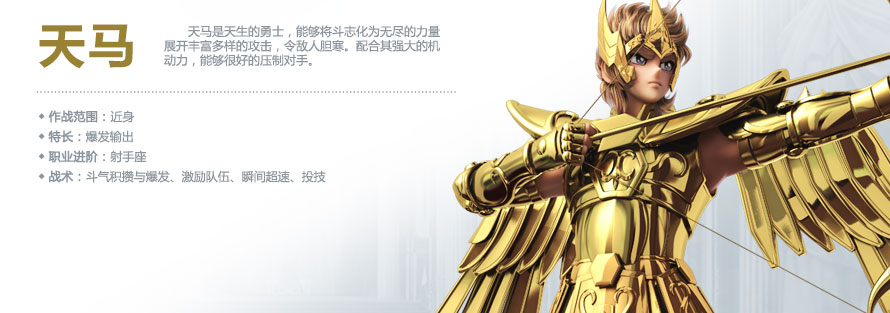 天马
天马是天生的勇士，能够将斗志化为无尽的力量
展开丰富多样的攻击，令敌人胆寒。配合其强大的机
动力，能够很好的压制对手。
◆ 作战范围：近身
◆ 特长：爆发输出
◆ 职业进阶：射手座
◆ 战术：斗气积攒与爆发、激励队伍、瞬间超速、投技